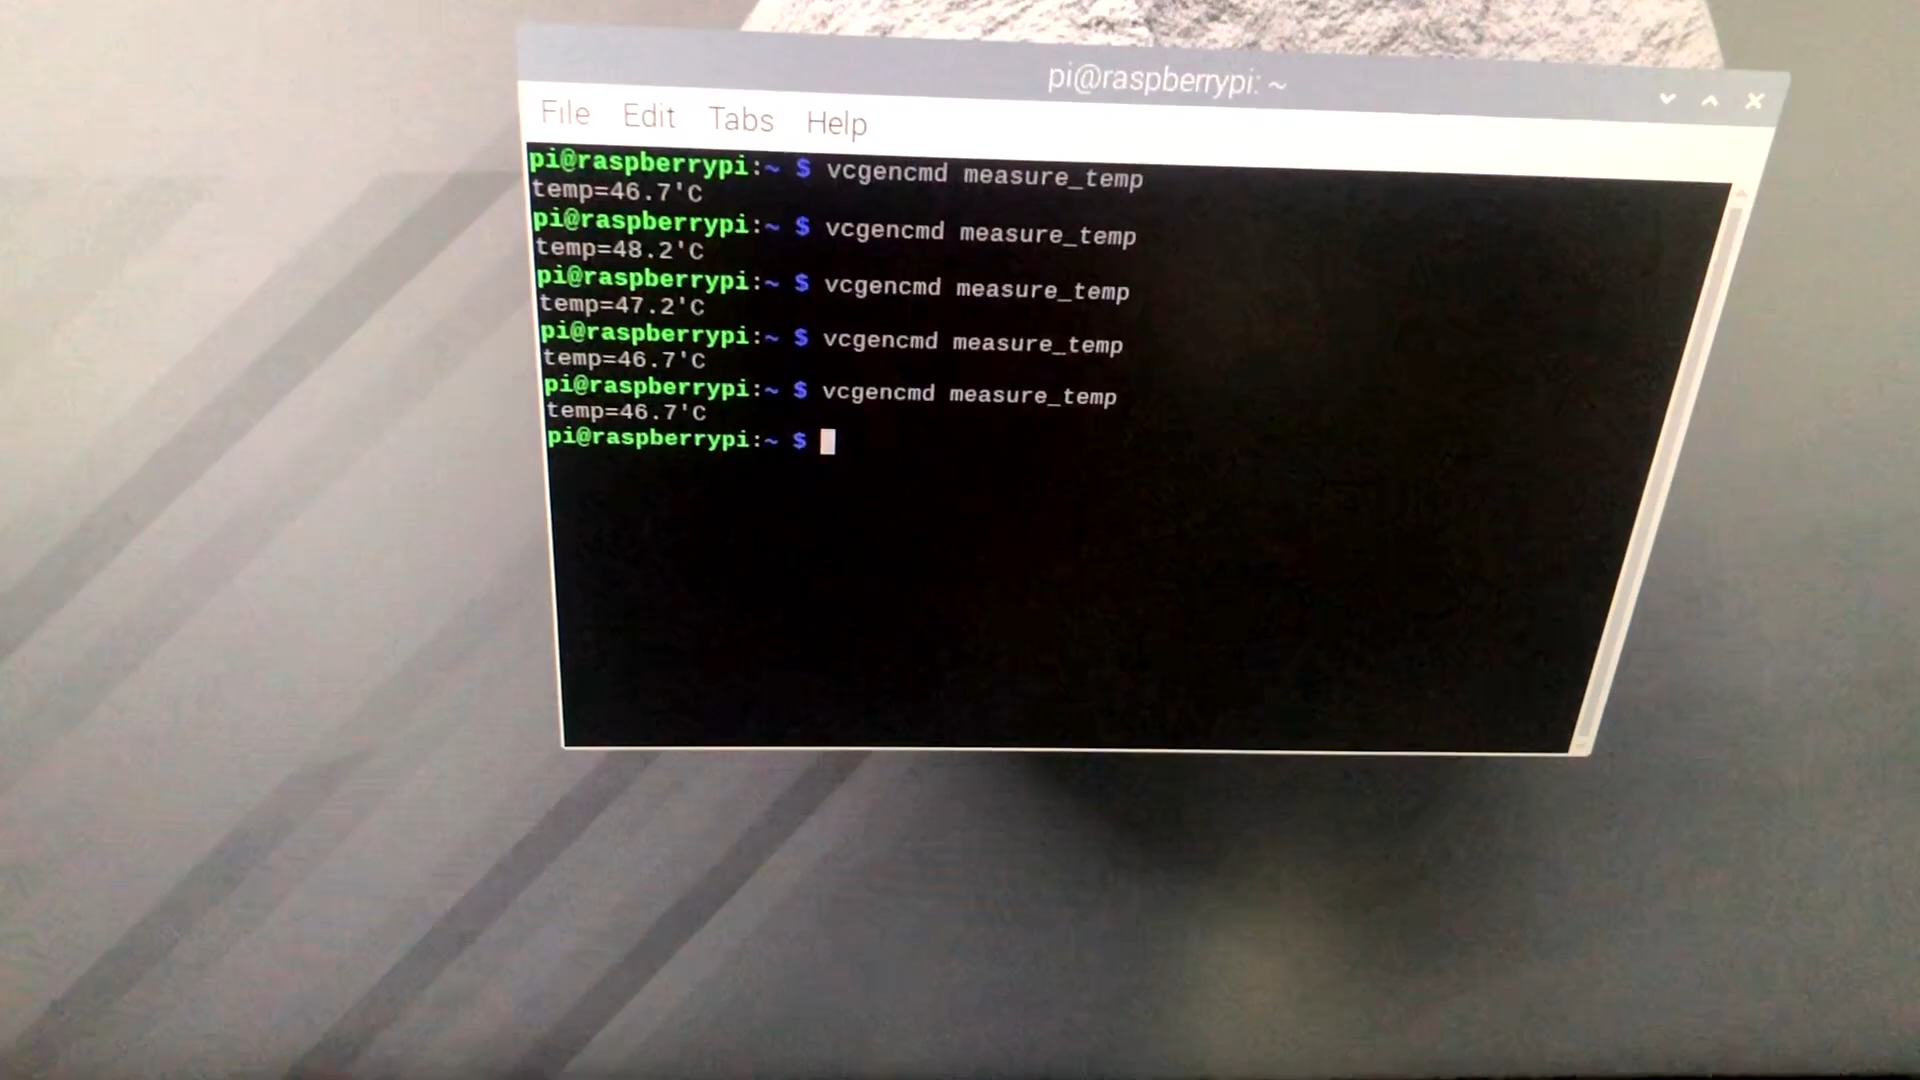 pi@raspberrypi: ~
File Edit Tabs Help
pi@raspberrypi:~ $ vcgencmd measure_temp
temp=46.7'C
pi@raspberrypi:~ $ vcgencmd measure_temp
temp=48.2'C
pi@raspberrypi:~ $ vcgencmd measure_temp
temp=47.2'C
pi@raspberrypi:~ $ vcgencmd measure_temp
temp=46.7'C
pi@raspberrypi:~ $ vcgencmd measure_temp
temp=46.7'C
pi@raspberrypi:~ $